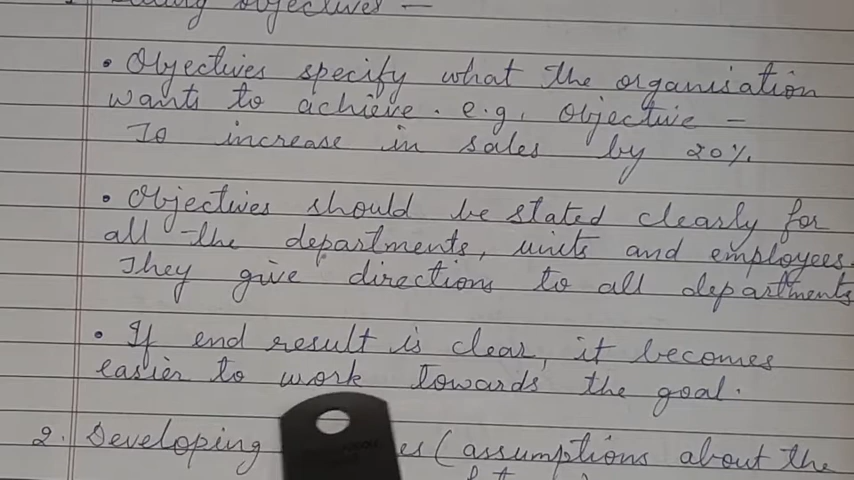 Setting objectives -
• Objectives specify what the organisation
wants to achieve. e.g. objective -
To increase in sales by 20%.
• Objectives should be stated clearly for
all the departments, units and employees.
They give directions to all departments
• If end result is clear, it becomes
easier to work towards the goal.
2. Developing (assumptions about the